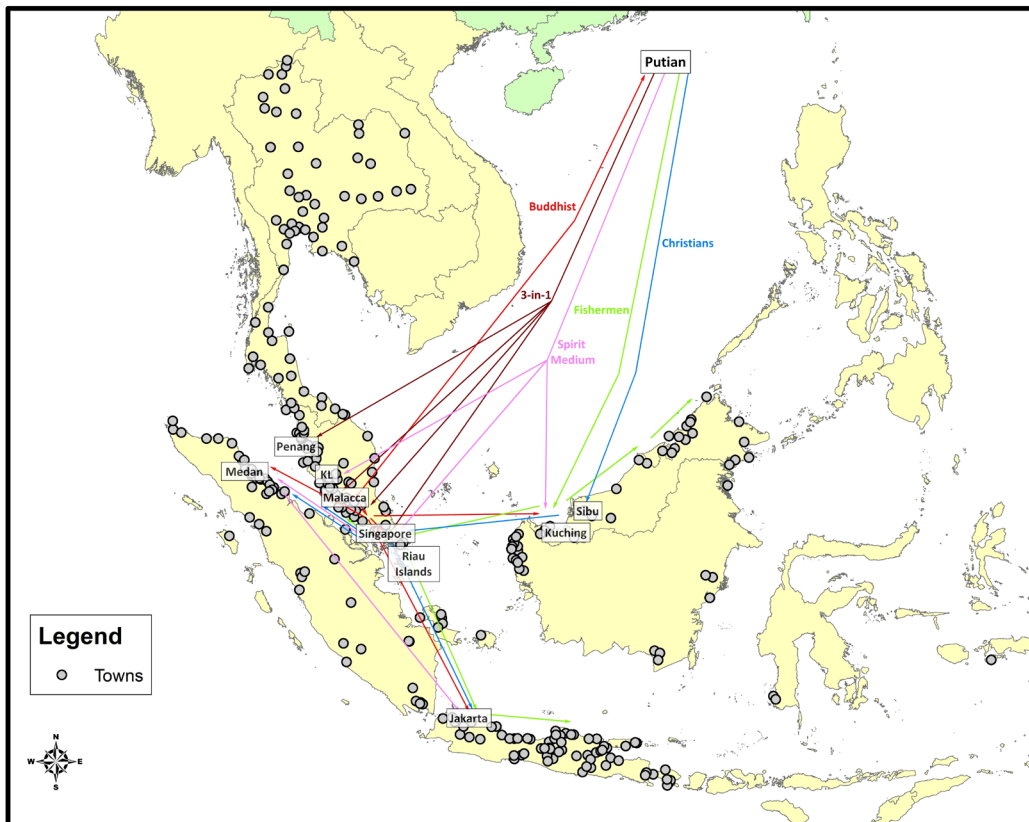 Putian
Buddhist
Christians
3-in-1
Fishermen
Spirit
Medium
Penang
Medan
KL
Malacca
Singapore
Sibu
Kuching
Riau
Islands
Legend
Towns
Jakarta
N
W E
S